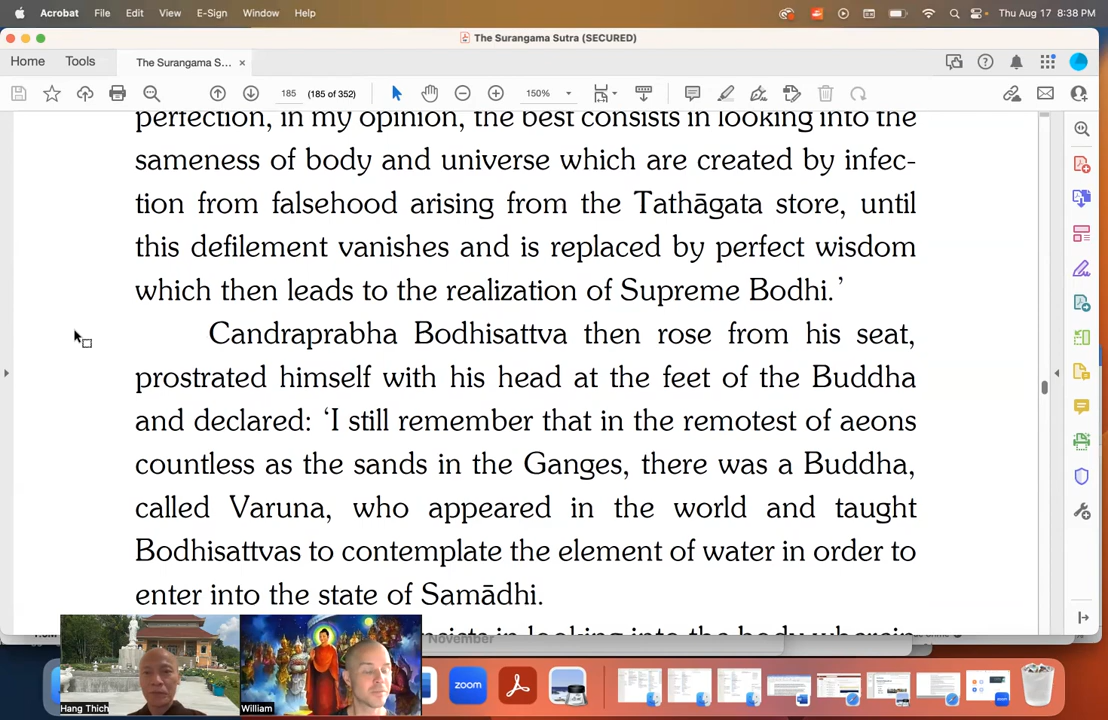 Acrobat File Edit View E-Sign Window Help Thu Aug 17 8:38 PM
The Surangama Sutra (SECURED)
Home Tools The Surangama S... ×
185 (185 of 352) 150%
perfection, in my opinion, the best consists in looking into the
sameness of body and universe which are created by infec-
tion from falsehood arising from the Tathāgata store, until
this defilement vanishes and is replaced by perfect wisdom
which then leads to the realization of Supreme Bodhi.’
Candraprabha Bodhisattva then rose from his seat,
prostrated himself with his head at the feet of the Buddha
and declared: ‘I still remember that in the remotest of aeons
countless as the sands in the Ganges, there was a Buddha,
called Varuna, who appeared in the world and taught
Bodhisattvas to contemplate the element of water in order to
enter into the state of Samādhi.
in looking into the body wherein
November
zoom
Hang Thich
William